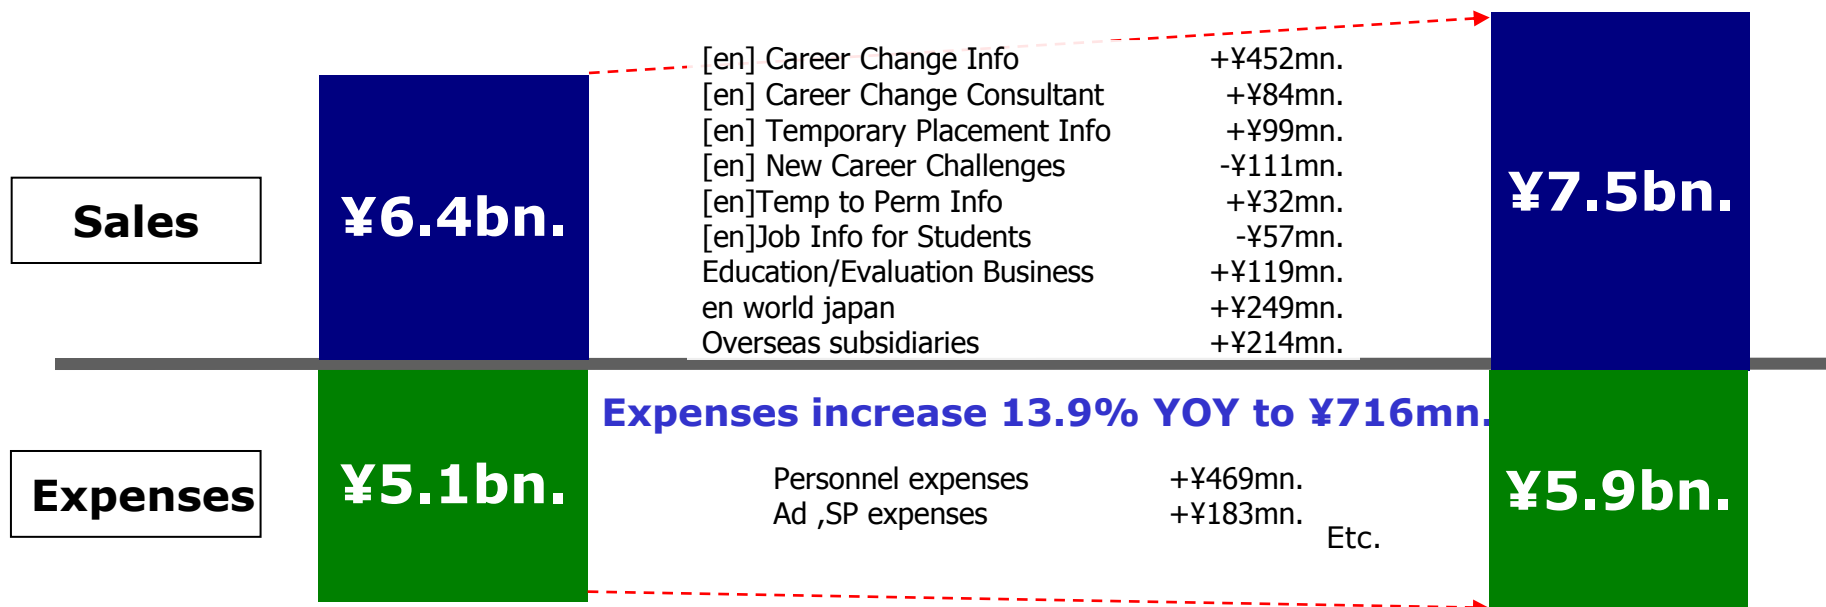 [en] Career Change Info +¥452mn.
[en] Career Change Consultant +¥84mn.
[en] Temporary Placement Info +¥99mn.
[en] New Career Challenges -¥111mn.
[en]Temp to Perm Info +¥32mn.
[en]Job Info for Students -¥57mn.
Education/Evaluation Business +¥119mn.
en world japan +¥249mn.
Overseas subsidiaries +¥214mn.
Sales
¥6.4bn.
¥7.5bn.
Expenses increase 13.9% YOY to ¥716mn.
Expenses
¥5.1bn.
Personnel expenses +¥469mn.
Ad ,SP expenses +¥183mn.
Etc.
¥5.9bn.